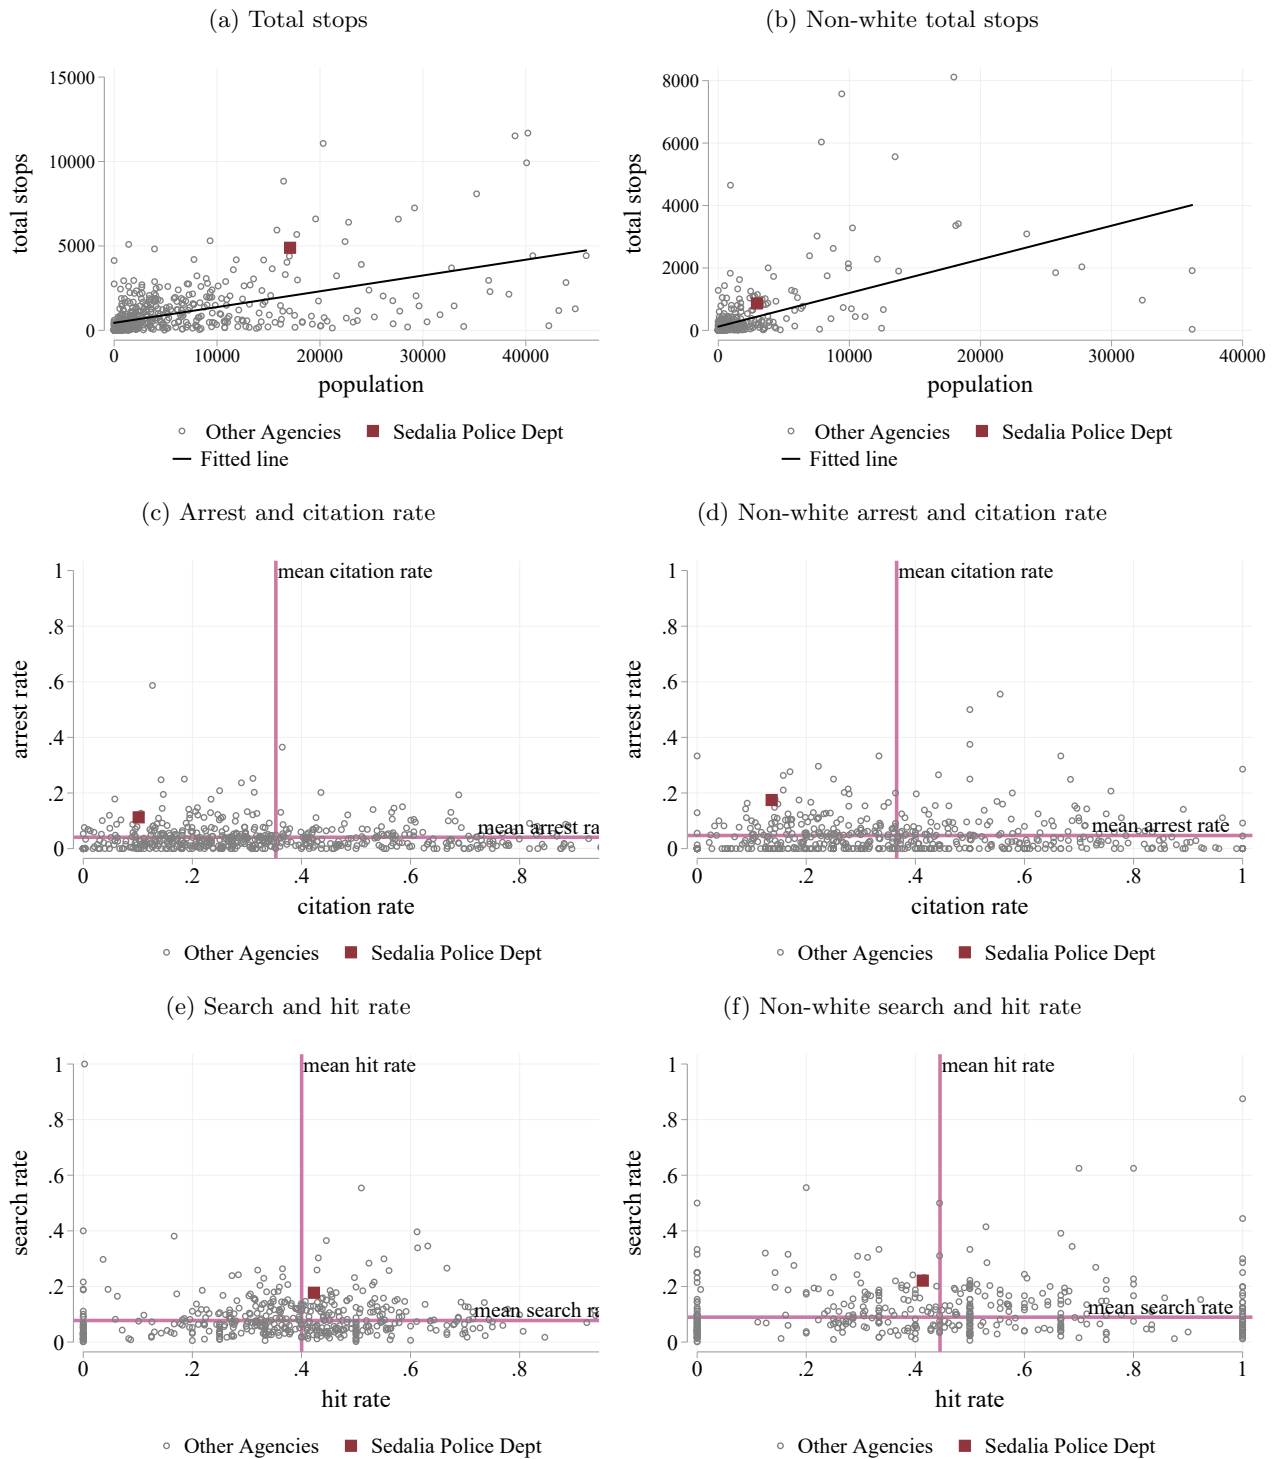 (a) Total stops
(b) Non-white total stops
15000
10000
5000
0
total stops
0 10000 20000 30000 40000
population
Other Agencies Sedalia Police Dept
Fitted line
8000
6000
4000
2000
0
total stops
0 10000 20000 30000 40000
population
Other Agencies Sedalia Police Dept
Fitted line
(c) Arrest and citation rate
(d) Non-white arrest and citation rate
mean citation rate
1
.8
.6
.4
.2
0
arrest rate
mean arrest ra
0 .2 .4 .6 .8
citation rate
Other Agencies Sedalia Police Dept
mean citation rate
1
.8
.6
.4
.2
0
arrest rate
mean arrest rate
0 .2 .4 .6 .8 1
citation rate
Other Agencies Sedalia Police Dept
(e) Search and hit rate
(f) Non-white search and hit rate
mean hit rate
1
.8
.6
.4
.2
0
search rate
mean search ra
0 .2 .4 .6 .8
hit rate
Other Agencies Sedalia Police Dept
mean hit rate
1
.8
.6
.4
.2
0
search rate
mean search rate
0 .2 .4 .6 .8 1
hit rate
Other Agencies Sedalia Police Dept